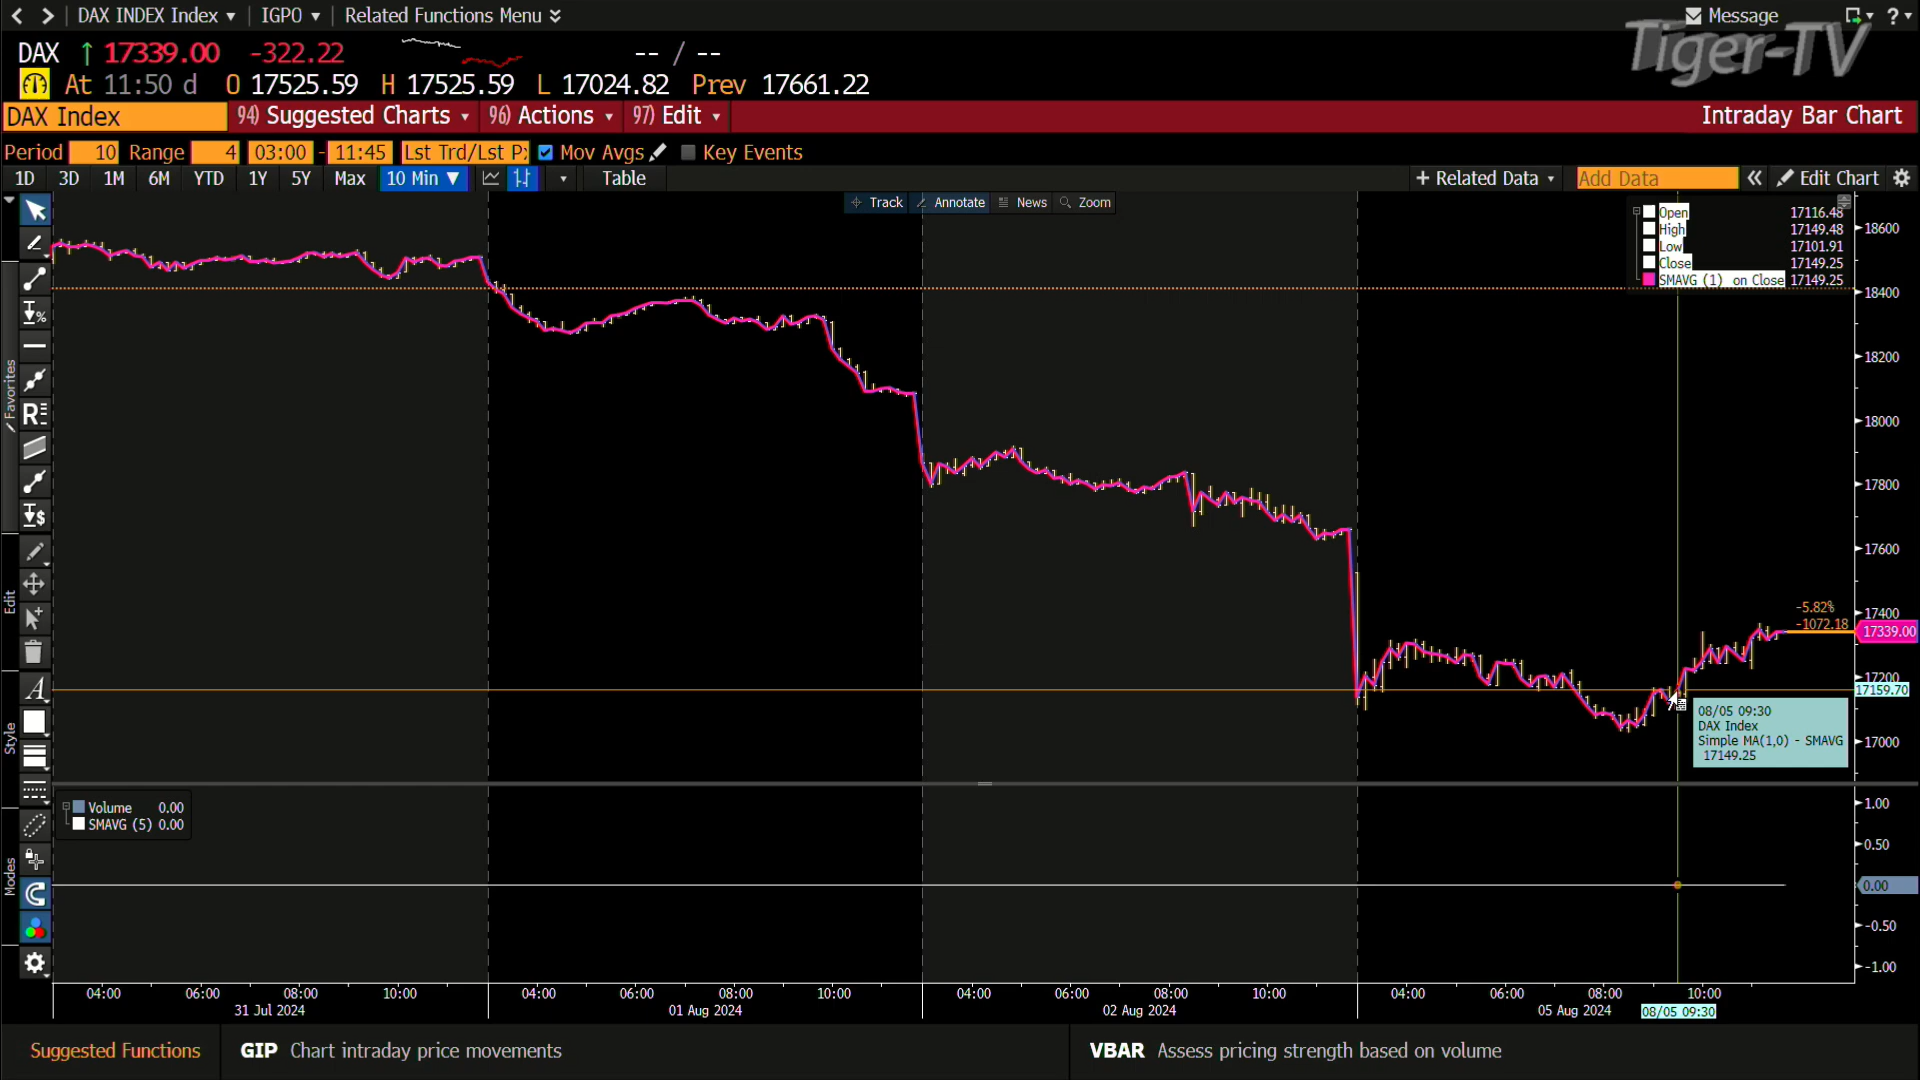 DAX INDEX Index IGPO Related Functions Menu Message ?
Tiger-TV
DAX ↑ 17339.00 -322.22 -- / --
At 11:50 d O 17525.59 H 17525.59 L 17024.82 Prev 17661.22
DAX Index 94) Suggested Charts 96) Actions 97) Edit Intraday Bar Chart
Period 10 Range 4 03:00 - 11:45 Lst Trd/Lst Mov Avgs Key Events
1D 3D 1M 6M YTD 1Y 5Y Max 10 Min ▼ Table + Related Data Add Data « Edit Chart
Track Annotate News Zoom
Open 17116.48
High 17149.48
Low 17101.91
Close 17149.25
SMAVG (1) on Close 17149.25
18600
18400
18200
18000
17800
17600
17400
-5.82%
-1072.18
17339.00
17200
17159.70
17000
08/05 09:30
DAX Index
Simple MA(1,0) - SMAVG
17149.25
Favorites
Edit
Style
Modes
%
R
$
A
Volume 0.00
SMAVG (5) 0.00
1.00
0.50
0.00
-0.50
-1.00
04:00 06:00 08:00 10:00 04:00 06:00 08:00 10:00 04:00 06:00 08:00 10:00 04:00 06:00 08:00 10:00
31 Jul 2024 01 Aug 2024 02 Aug 2024 05 Aug 2024 08/05 09:30
Suggested Functions GIP Chart intraday price movements VBAR Assess pricing strength based on volume